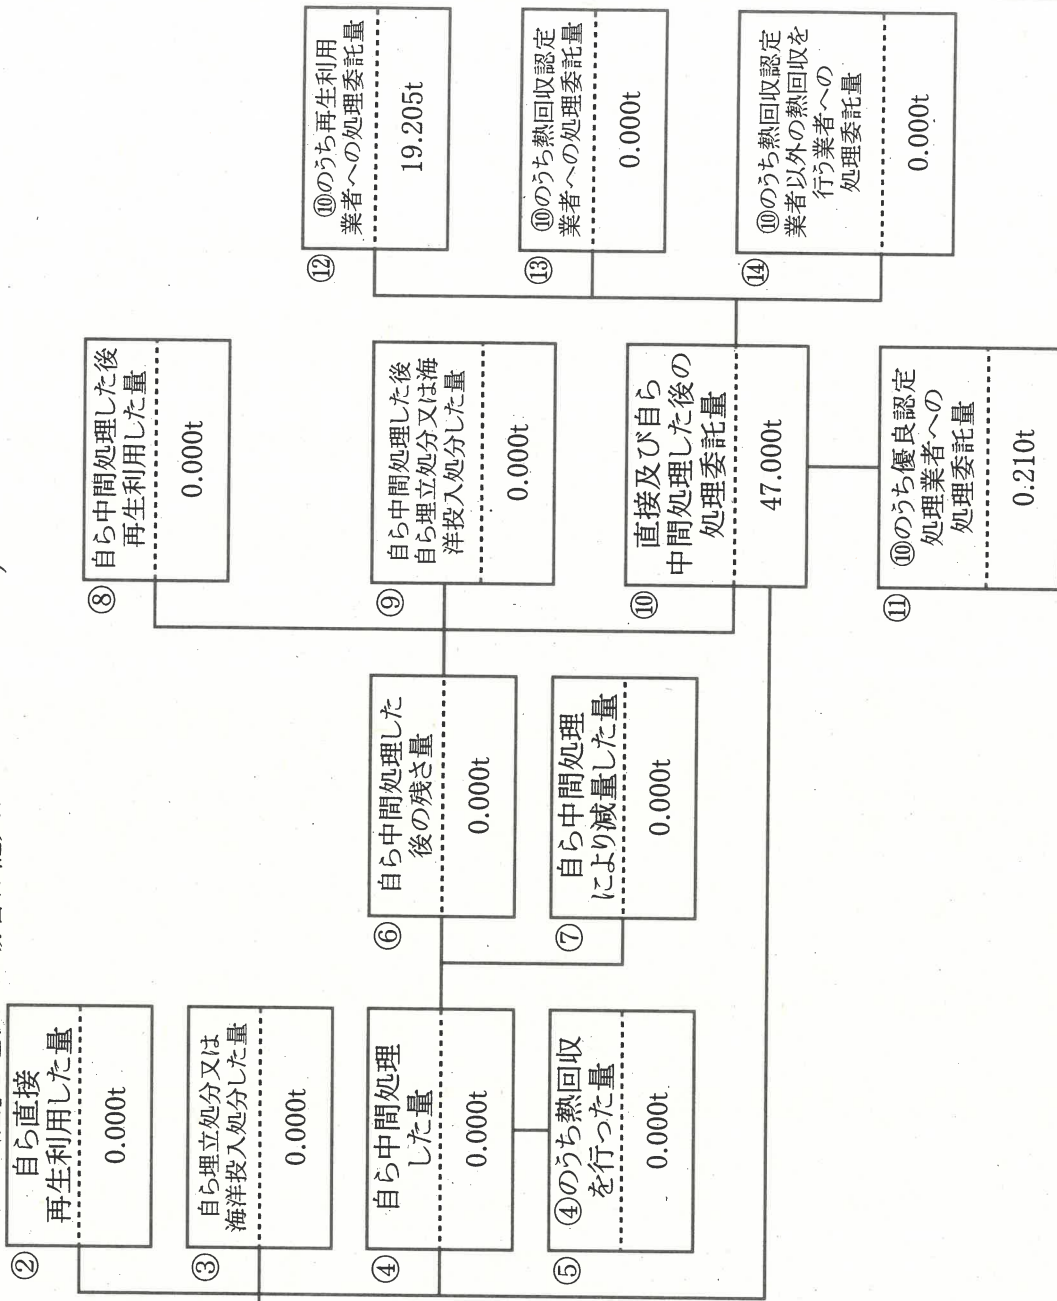 ②
自ら直接
再生利用した量
0.000t
③
自ら埋立処分又は
海洋投入処分した量
0.000t
④
自ら中間処理
した量
0.000t
⑤
④のうち熱回収
を行った量
0.000t
⑥
自ら中間処理した
後の残さ量
0.000t
⑦
自ら中間処理
により減量した量
0.000t
⑧
自ら中間処理した後
再生利用した量
0.000t
⑨
自ら中間処理した後
自ら埋立処分又は海
洋投入処分した量
0.000t
⑩
直接及び自ら
中間処理した後の
処理委託量
47.000t
⑪
⑩のうち優良認定
処理業者への
処理委託量
0.210t
⑫
⑩のうち再生利用
業者への処理委託量
19.205t
⑬
⑩のうち熱回収認定
業者への処理委託量
0.000t
⑭
⑩のうち熱回収認定
業者以外の熱回収を
行う業者への
処理委託量
0.000t